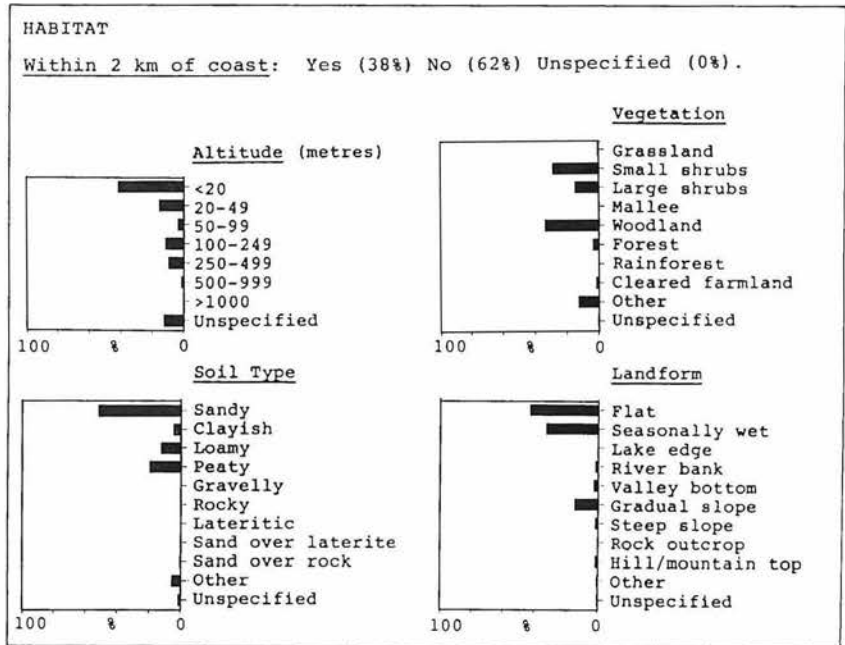 HABITAT
Within 2 km of coast: Yes (38%) No (62%) Unspecified (0%).
Altitude (metres)
<20
20-49
50-99
100-249
250-499
500-999
>1000
Unspecified
100 % 0
Vegetation
Grassland
Small shrubs
Large shrubs
Mallee
Woodland
Forest
Rainforest
Cleared farmland
Other
Unspecified
100 % 0
Soil Type
Sandy
Clayish
Loamy
Peaty
Gravelly
Rocky
Lateritic
Sand over laterite
Sand over rock
Other
Unspecified
100 % 0
Landform
Flat
Seasonally wet
Lake edge
River bank
Valley bottom
Gradual slope
Steep slope
Rock outcrop
Hill/mountain top
Other
Unspecified
100 % 0